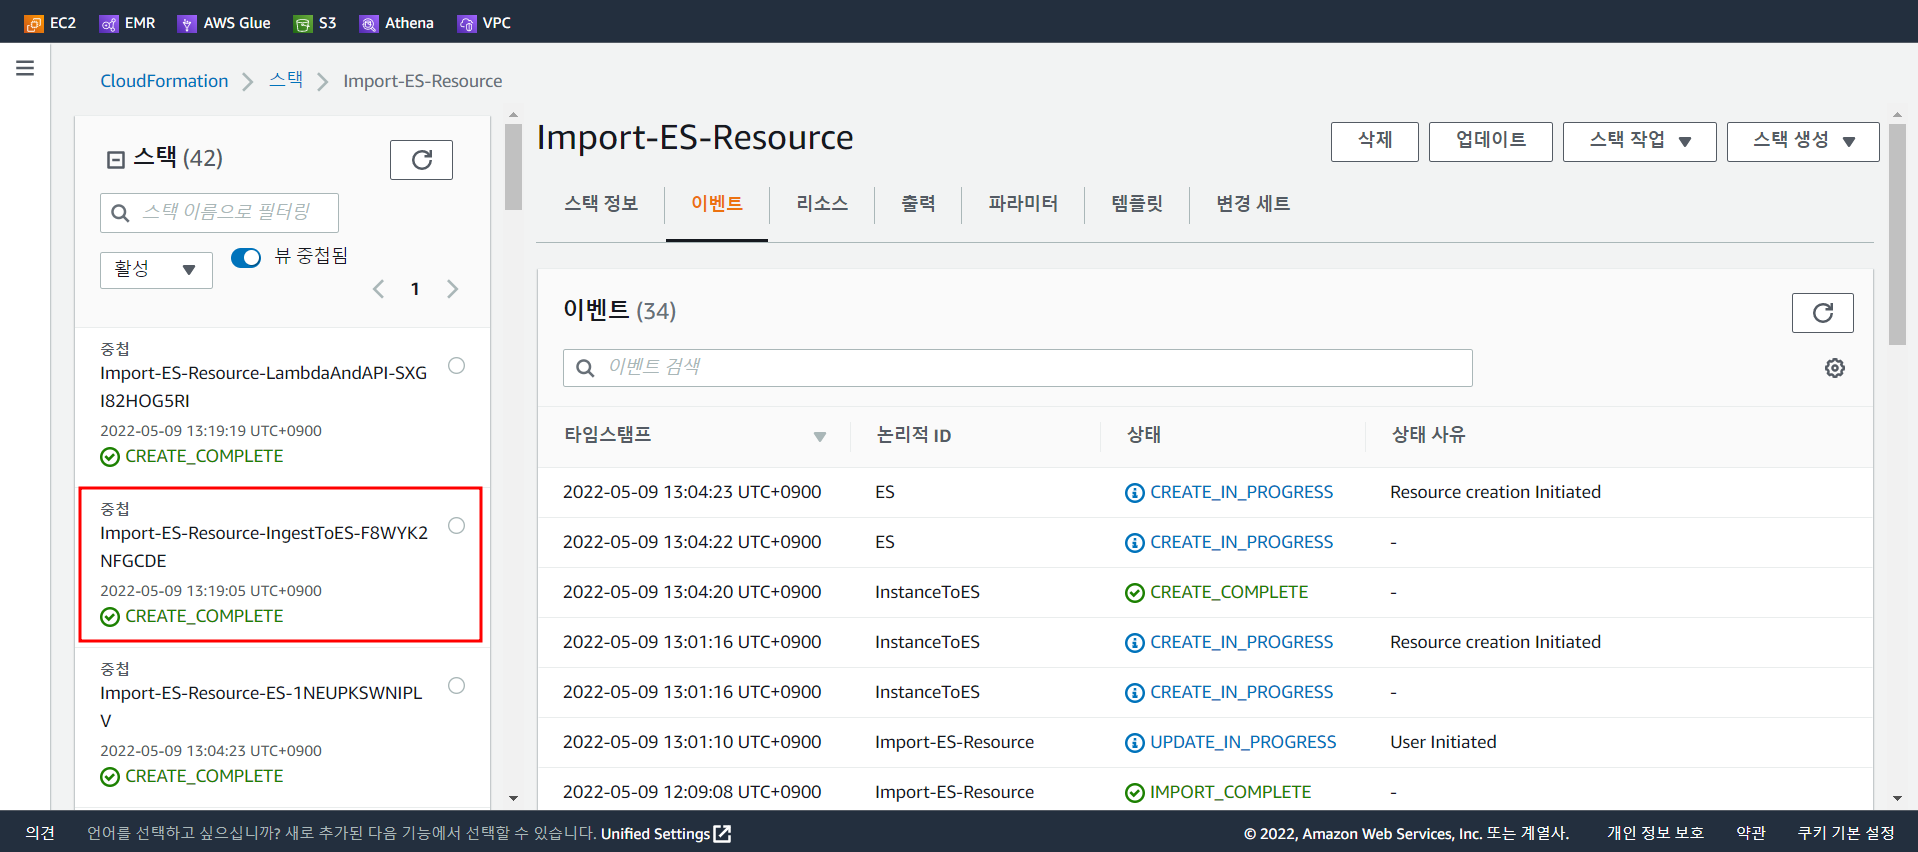 EC2 EMR AWS Glue S3 Athena VPC
CloudFormation 스택 Import-ES-Resource
스택 (42)
스택 이름으로 필터링
활성
뷰 중첩됨
1
중첩
Import-ES-Resource-LambdaAndAPI-SXG
I82HOG5RI
2022-05-09 13:19:19 UTC+0900
CREATE_COMPLETE
중첩
Import-ES-Resource-IngestToES-F8WYK2
NFGCDE
2022-05-09 13:19:05 UTC+0900
CREATE_COMPLETE
중첩
Import-ES-Resource-ES-1NEUPKSWNIPL
V
2022-05-09 13:04:23 UTC+0900
CREATE_COMPLETE
Import-ES-Resource
삭제 업데이트 스택 작업 스택 생성
스택 정보 이벤트 리소스 출력 파라미터 템플릿 변경 세트
이벤트 (34)
이벤트 검색
타임스탬프 논리적 ID 상태 상태 사유
2022-05-09 13:04:23 UTC+0900 ES CREATE_IN_PROGRESS Resource creation Initiated
2022-05-09 13:04:22 UTC+0900 ES CREATE_IN_PROGRESS -
2022-05-09 13:04:20 UTC+0900 InstanceToES CREATE_COMPLETE -
2022-05-09 13:01:16 UTC+0900 InstanceToES CREATE_IN_PROGRESS Resource creation Initiated
2022-05-09 13:01:16 UTC+0900 InstanceToES CREATE_IN_PROGRESS -
2022-05-09 13:01:10 UTC+0900 Import-ES-Resource UPDATE_IN_PROGRESS User Initiated
2022-05-09 12:09:08 UTC+0900 Import-ES-Resource IMPORT_COMPLETE -
의견 언어를 선택하고 싶으십니까? 새로 추가된 다음 기능에서 선택할 수 있습니다. Unified Settings © 2022, Amazon Web Services, Inc. 또는 계열사. 개인 정보 보호 약관 쿠키 기본 설정